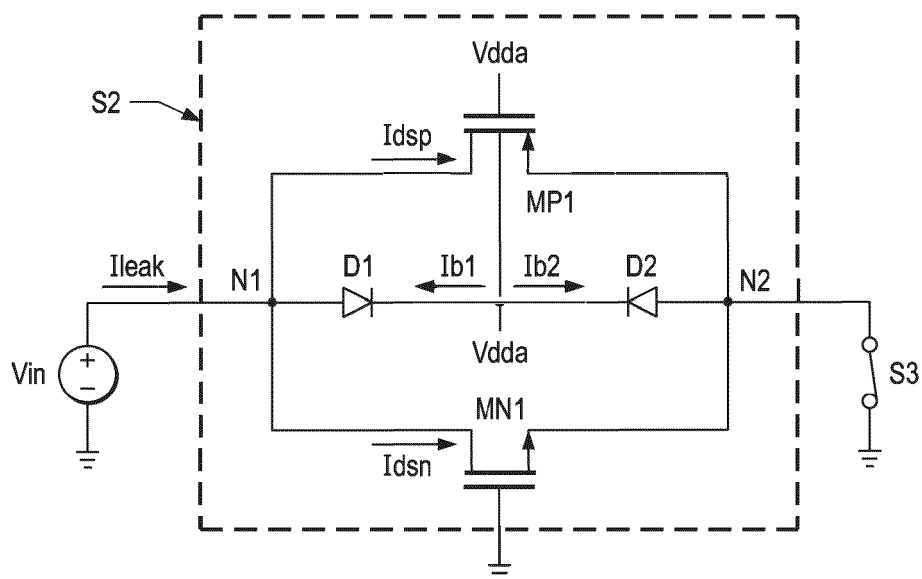 Vdda
S2
Idsp
MP1
Ileak
N1
D1
Ib1
Ib2
D2
N2
Vdda
Vin
+
−
S3
MN1
Idsn